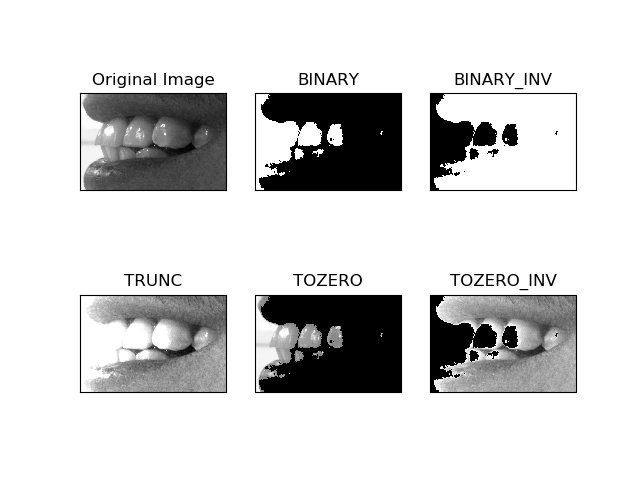 Original Image
BINARY
BINARY_INV
TRUNC
TOZERO
TOZERO_INV